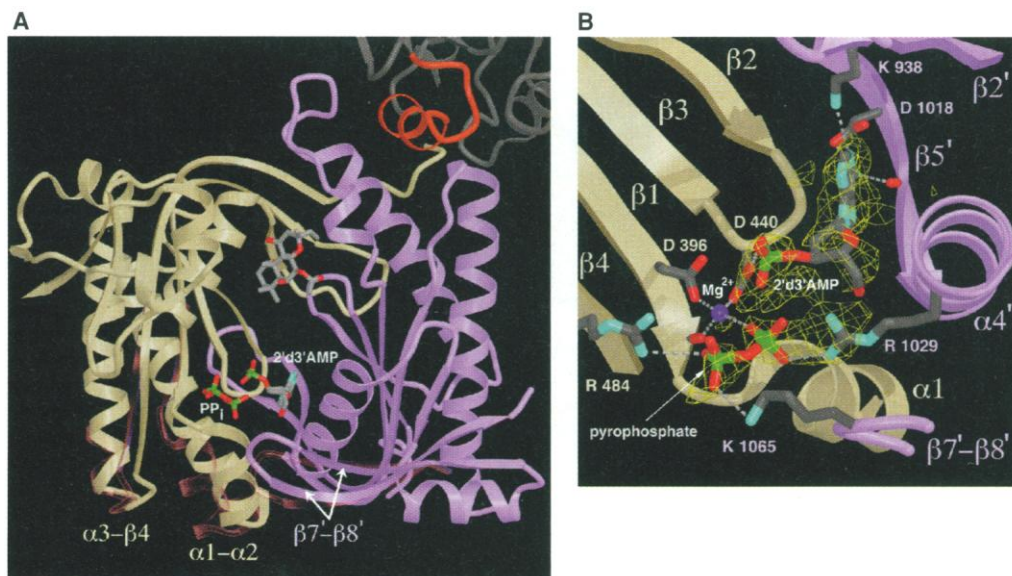 A
2'd3'AMP
PPi
α3–β4
α1–α2
β7'–β8'
B
K 938
β2
β2'
D 1018
β3
β5'
β1
D 440
D 396
β4
Mg²⁺
2'd3'AMP
α4'
R 1029
R 484
α1
pyrophosphate
K 1065
β7'–β8'